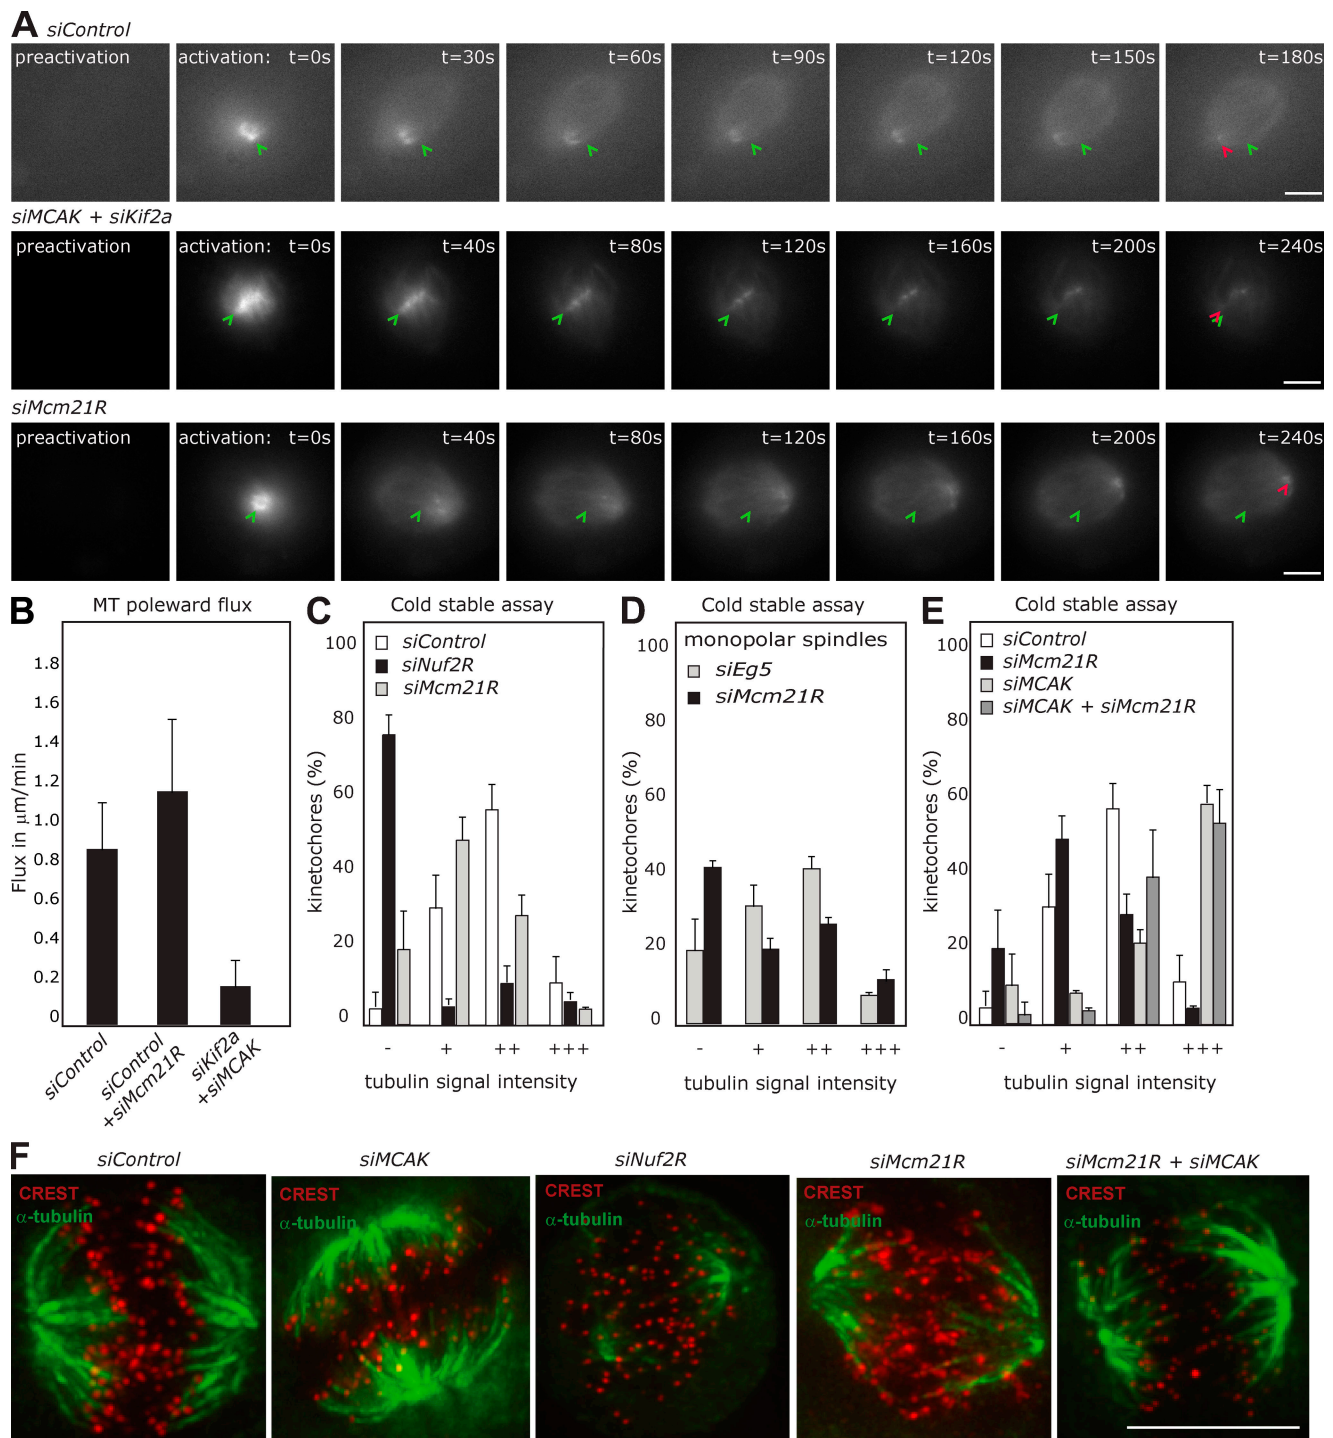 A siControl
preactivation activation: t=0s t=30s t=60s t=90s t=120s t=150s t=180s
siMCAK + siKif2a
preactivation activation: t=0s t=40s t=80s t=120s t=160s t=200s t=240s
siMcm21R
preactivation activation: t=0s t=40s t=80s t=120s t=160s t=200s t=240s
B MT poleward flux
1.8
1.6
1.4
1.2
1.0
0.8
0.6
0.4
0.2
0
Flux in µm/min
siControl
siControl
+siMcm21R
siKif2a
+siMCAK
C Cold stable assay
siControl
siNuf2R
siMcm21R
100
80
60
40
20
0
kinetochores (%)
- + ++ +++
tubulin signal intensity
D Cold stable assay
monopolar spindles
siEg5
siMcm21R
100
80
60
40
20
0
kinetochores (%)
- + ++ +++
tubulin signal intensity
E Cold stable assay
siControl
siMcm21R
siMCAK
siMCAK + siMcm21R
100
80
60
40
20
0
kinetochores (%)
- + ++ +++
tubulin signal intensity
F siControl siMCAK siNuf2R siMcm21R siMcm21R + siMCAK
CREST CREST CREST CREST CREST
α-tubulin α-tubulin α-tubulin α-tubulin α-tubulin